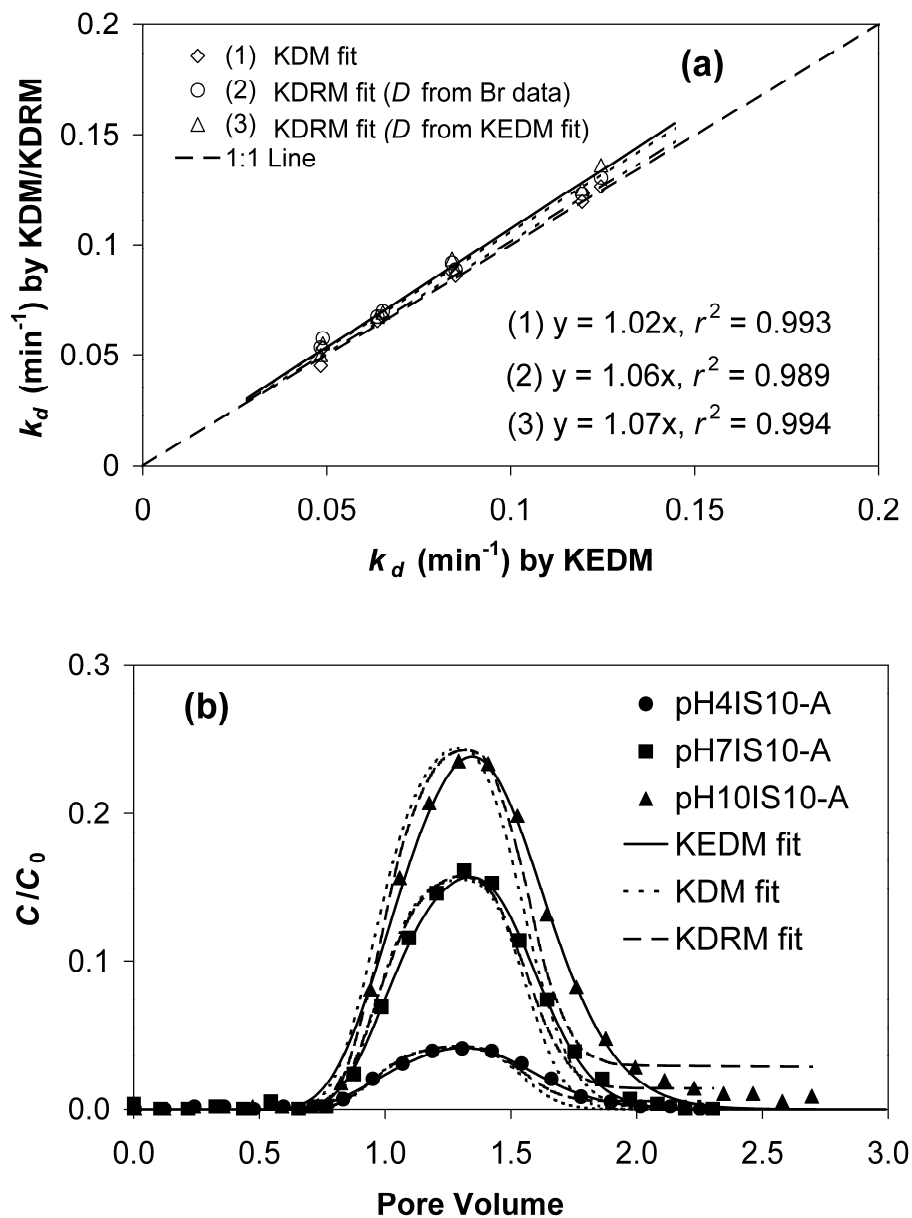 0.2
(a)
(1) KDM fit
(2) KDRM fit (D from Br data)
(3) KDRM fit (D from KEDM fit)
1:1 Line
0.15
0.1
0.05
0
k_d (min⁻¹) by KDM/KDRM
(1) y = 1.02x, r² = 0.993
(2) y = 1.06x, r² = 0.989
(3) y = 1.07x, r² = 0.994
0 0.05 0.1 0.15 0.2
k_d (min⁻¹) by KEDM
0.3
(b)
pH4IS10-A
pH7IS10-A
pH10IS10-A
KEDM fit
KDM fit
KDRM fit
0.2
0.1
0.0
C/C₀
0.0 0.5 1.0 1.5 2.0 2.5 3.0
Pore Volume